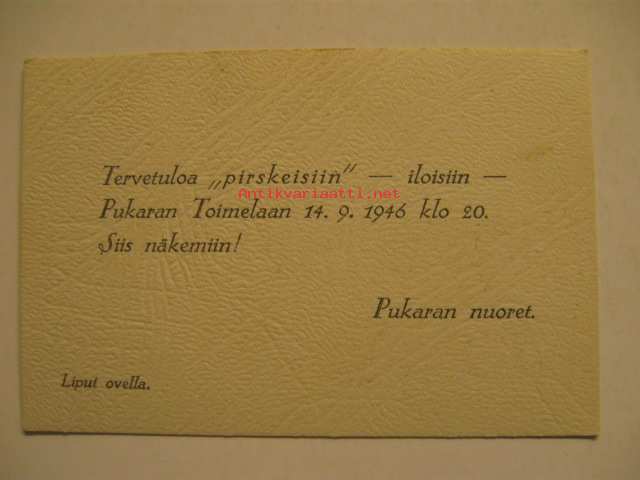 Tervetuloa „pirskeisiin” — iloisiin —
Antikvariaatti.net
Pukaran Toimelaan 14. 9. 1946 klo 20.
Siis näkemiin!
Pukaran nuoret.
Liput ovella.